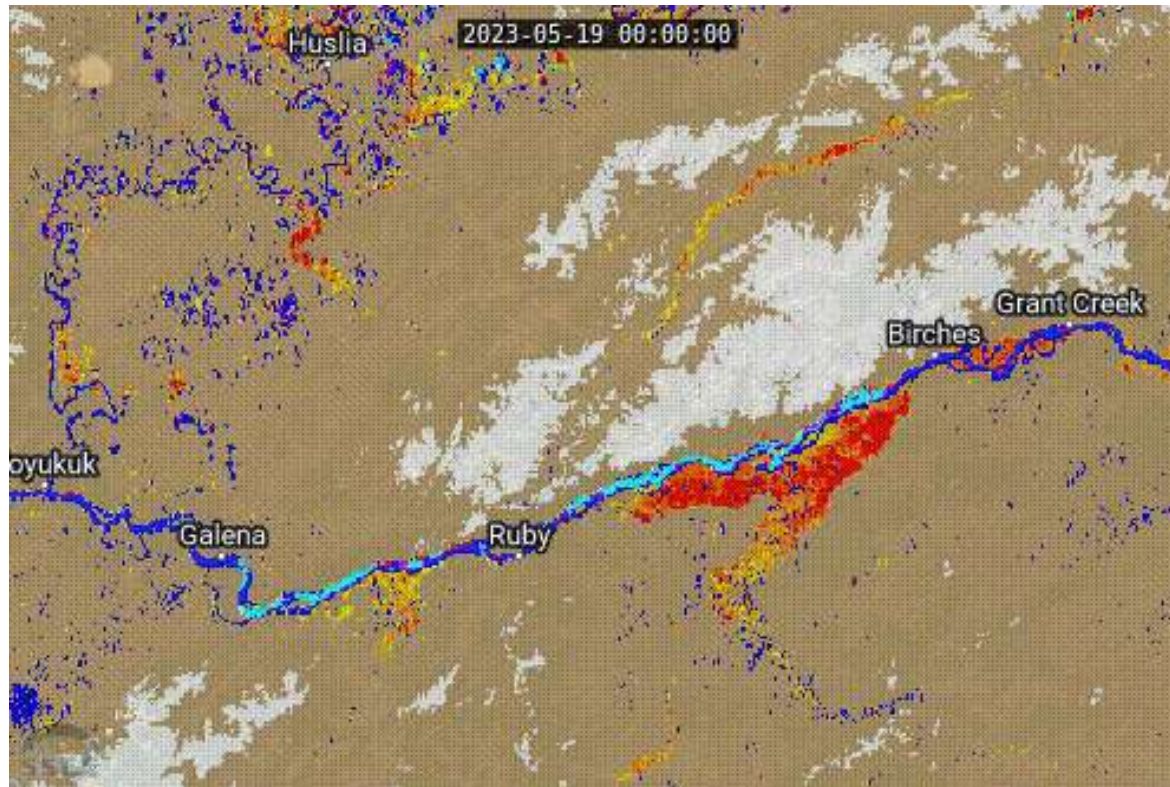 Huslia
2023-05-19 00:00:00
Grant Creek
Birches
oyukuk
Galena
Ruby